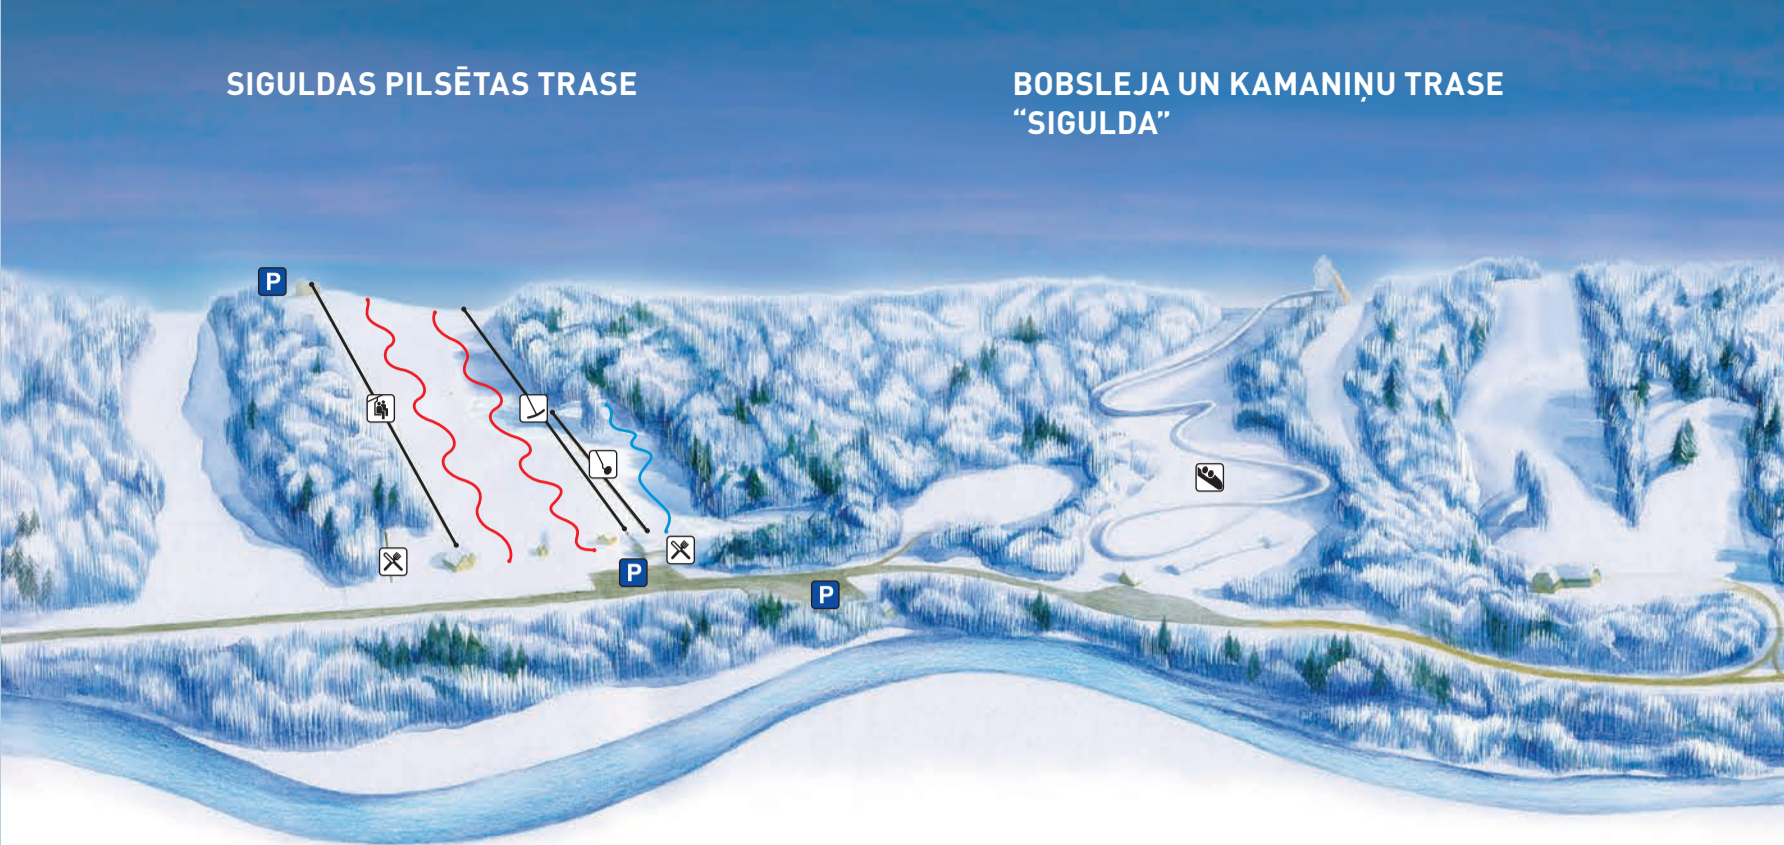 SIGULDAS PILSĒTAS TRASE
BOBSLEJA UN KAMANIŅU TRASE
“SIGULDA”
P
P
P